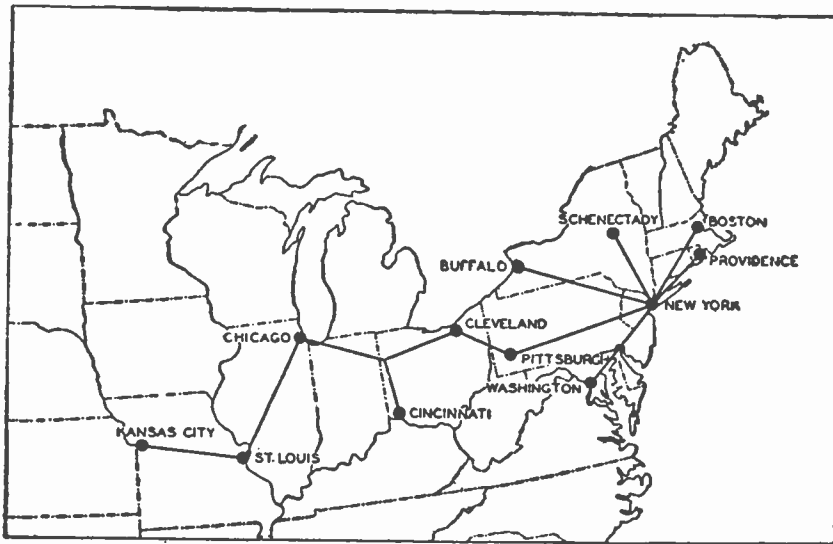 SCHENECTADY
BOSTON
PROVIDENCE
BUFFALO
NEW YORK
CLEVELAND
CHICAGO
PITTSBURGH
WASHINGTON
CINCINNATI
KANSAS CITY
ST. LOUIS